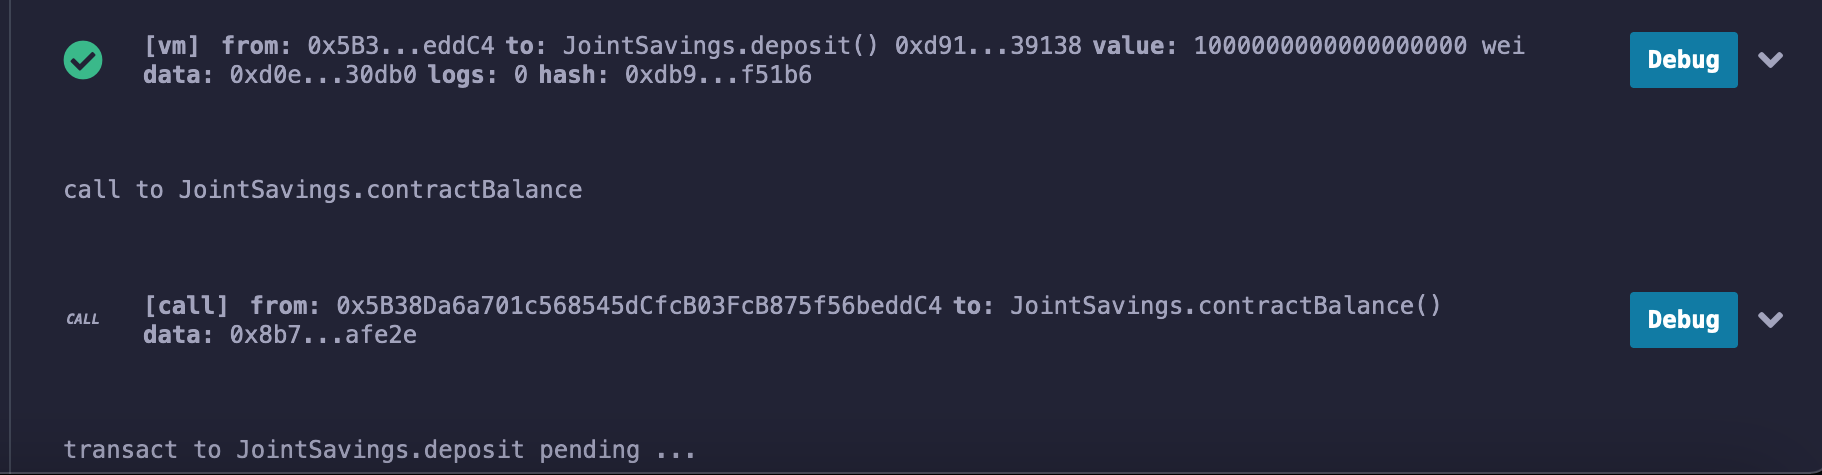 [vm] from: 0x5B3...eddC4 to: JointSavings.deposit() 0xd91...39138 value: 1000000000000000000 wei
data: 0xd0e...30db0 logs: 0 hash: 0xdb9...f51b6
Debug
call to JointSavings.contractBalance
CALL
[call] from: 0x5B38Da6a701c568545dCfcB03FcB875f56beddC4 to: JointSavings.contractBalance()
data: 0x8b7...afe2e
Debug
transact to JointSavings.deposit pending ...